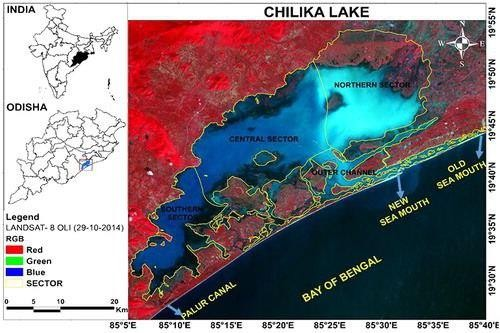 INDIA
CHILIKA LAKE
N
W E
S
19°55'N
19°50'N
19°45'N
19°40'N
19°35'N
19°30'N
NORTHERN SECTOR
CENTRAL SECTOR
OUTER CHANNEL
SOUTHERN
SECTOR
OLD
SEA MOUTH
NEW
SEA MOUTH
PALUR CANAL
BAY OF BENGAL
ODISHA
Legend
LANDSAT- 8 OLI (29-10-2014)
RGB
Red
Green
Blue
SECTOR
0 5 10 20
Km
85°5'E 85°10'E 85°15'E 85°20'E 85°25'E 85°30'E 85°35'E 85°40'E